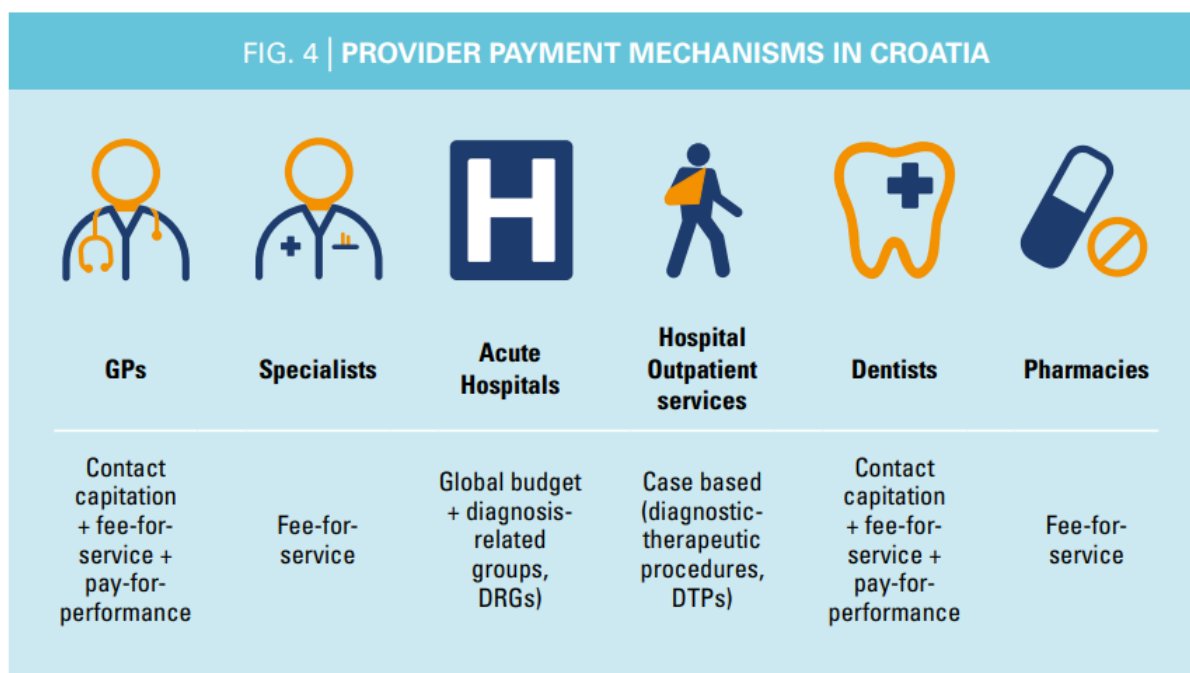 FIG. 4 | PROVIDER PAYMENT MECHANISMS IN CROATIA
H
GPs
Specialists
Acute
Hospitals
Hospital
Outpatient
services
Dentists
Pharmacies
Contact
capitation
+ fee-for-
service +
pay-for-
performance
Fee-for-
service
Global budget
+ diagnosis-
related
groups,
DRGs)
Case based
(diagnostic-
therapeutic
procedures,
DTPs)
Contact
capitation
+ fee-for-
service +
pay-for-
performance
Fee-for-
service